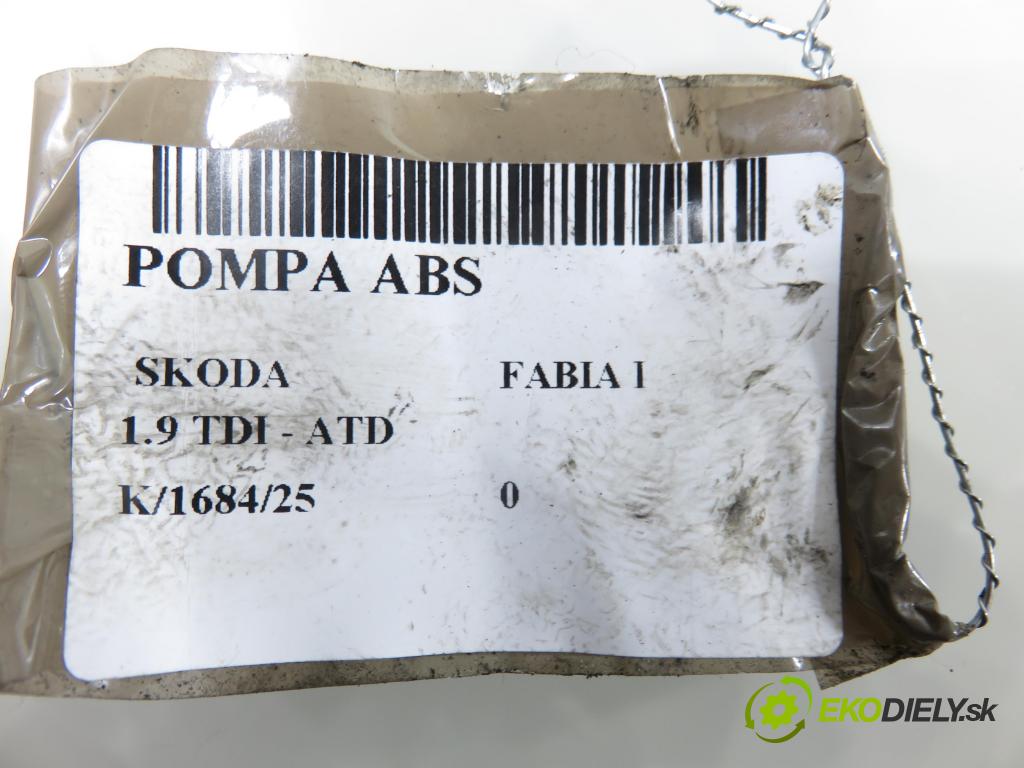 POMPA ABS
SKODA FABIA I
1.9 TDI - ATD
K/1684/25 0
EKODIELY.sk